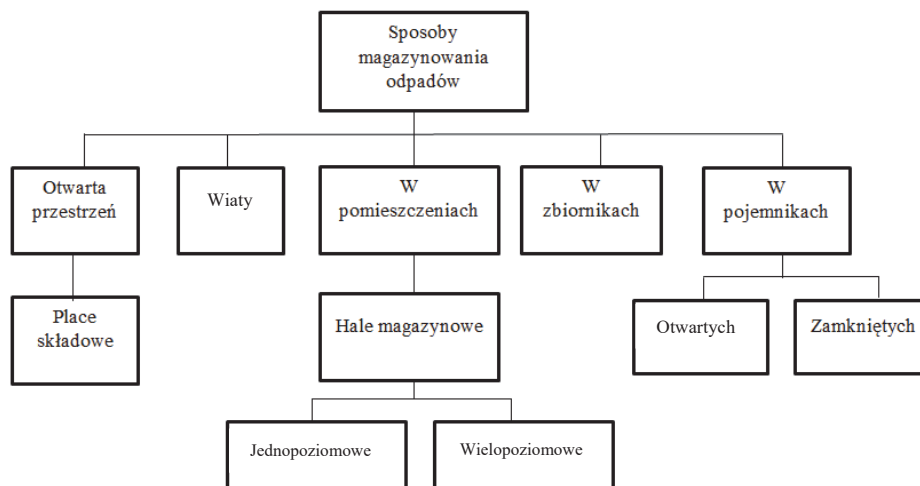 Sposoby
magazynowania
odpadów
Otwarta
przestrzeń
Wiaty
W
pomieszczeniach
W
zbiornikach
W
pojemnikach
Place
składowe
Hale magazynowe
Otwartych
Zamkniętych
Jednopoziomowe
Wielopoziomowe